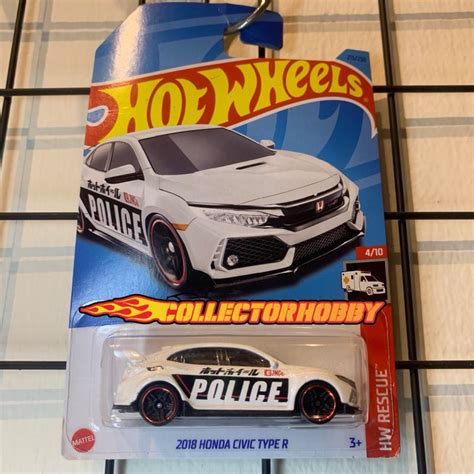 HOT WHEELS
ホットホイール
POLICE
4/10
COLLECTORHOBBY
HW RESCUE™
ホットホイール
POLICE
MATTEL
2018 HONDA CIVIC TYPE R
3+